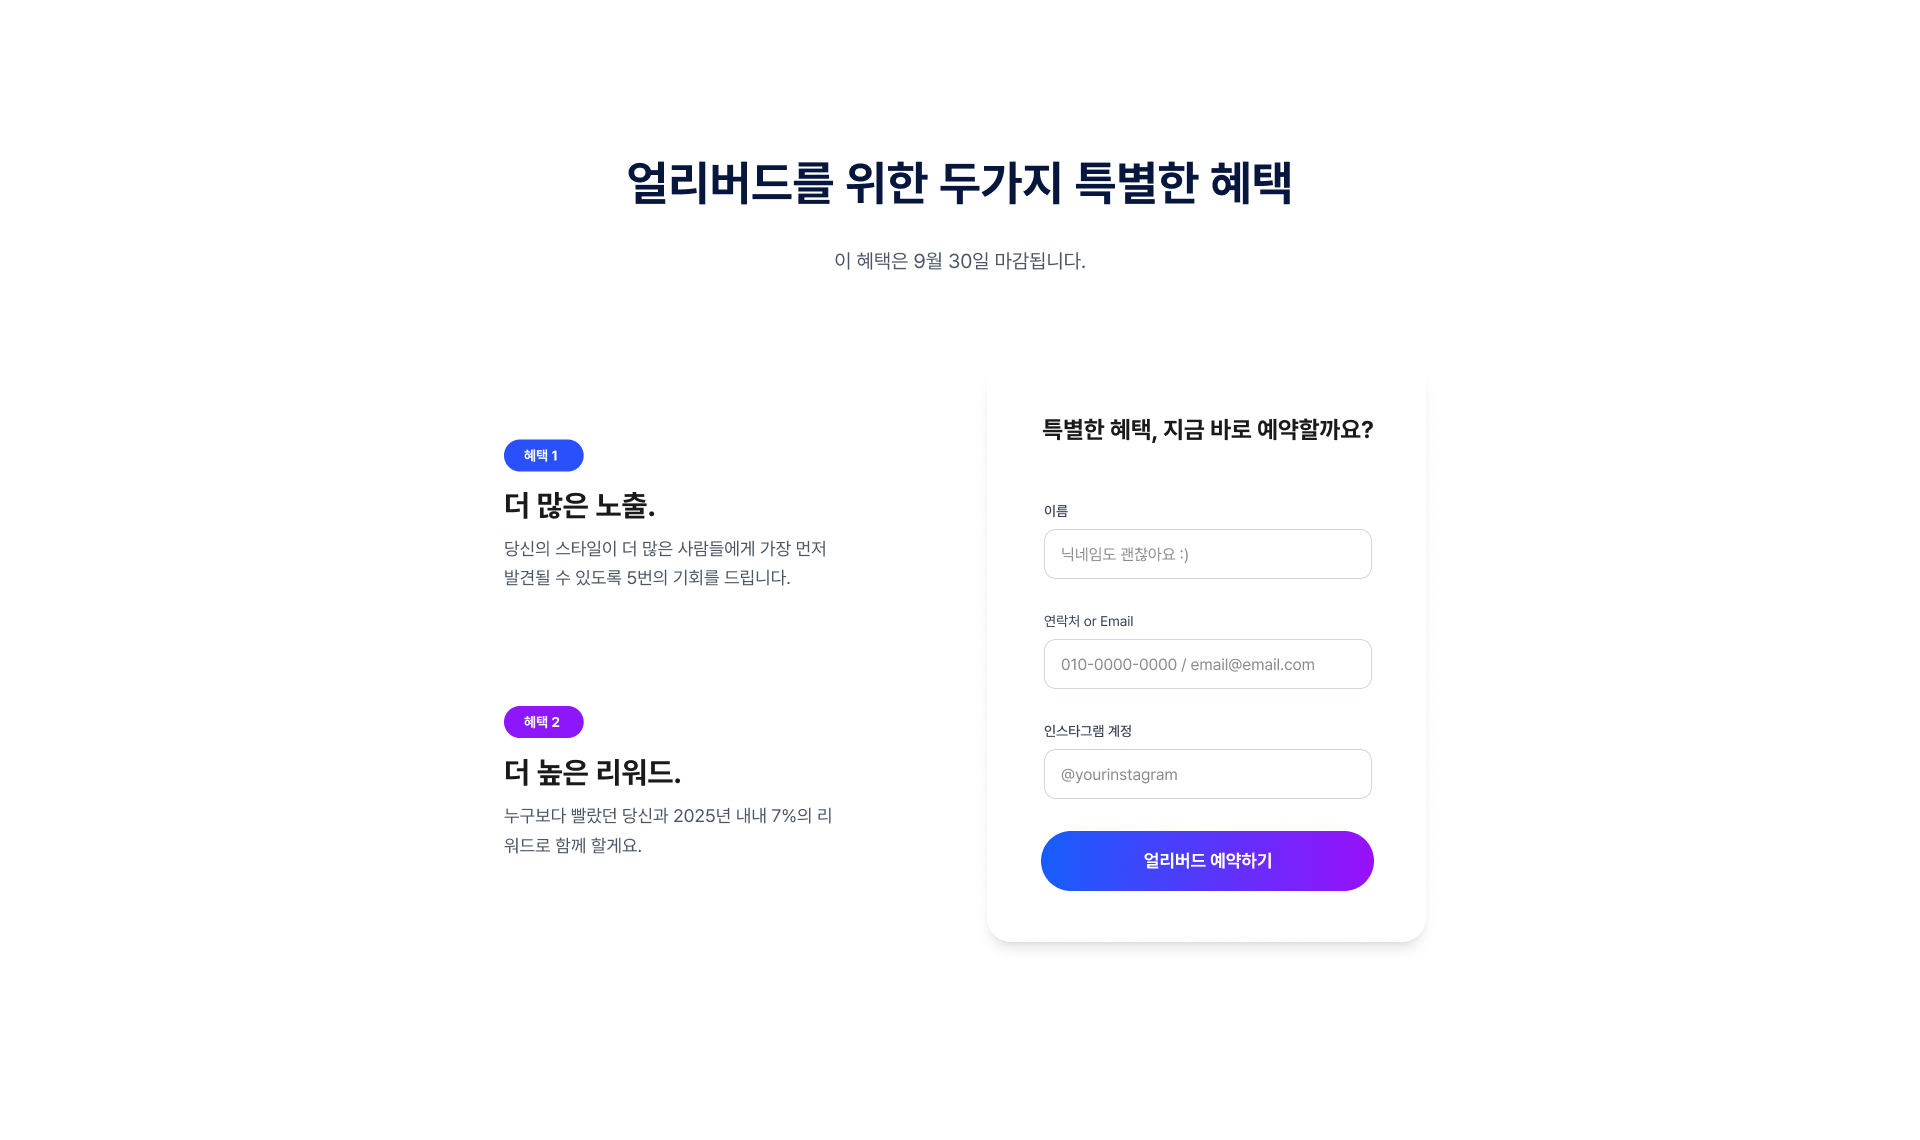 얼리버드를 위한 두가지 특별한 혜택
이 혜택은 9월 30일 마감됩니다.
혜택 1
더 많은 노출.
당신의 스타일이 더 많은 사람들에게 가장 먼저
발견될 수 있도록 5번의 기회를 드립니다.
혜택 2
더 높은 리워드.
누구보다 빨랐던 당신과 2025년 내내 7%의 리
워드로 함께 할게요.
특별한 혜택, 지금 바로 예약할까요?
이름
닉네임도 괜찮아요 :)
연락처 or Email
010-0000-0000 / email@email.com
인스타그램 계정
@yourinstagram
얼리버드 예약하기